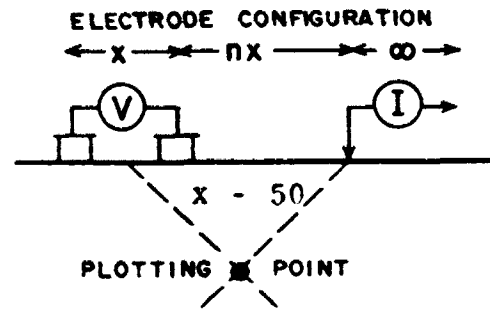 ELECTRODE CONFIGURATION
x nx ∞
V I
x - 50
PLOTTING POINT